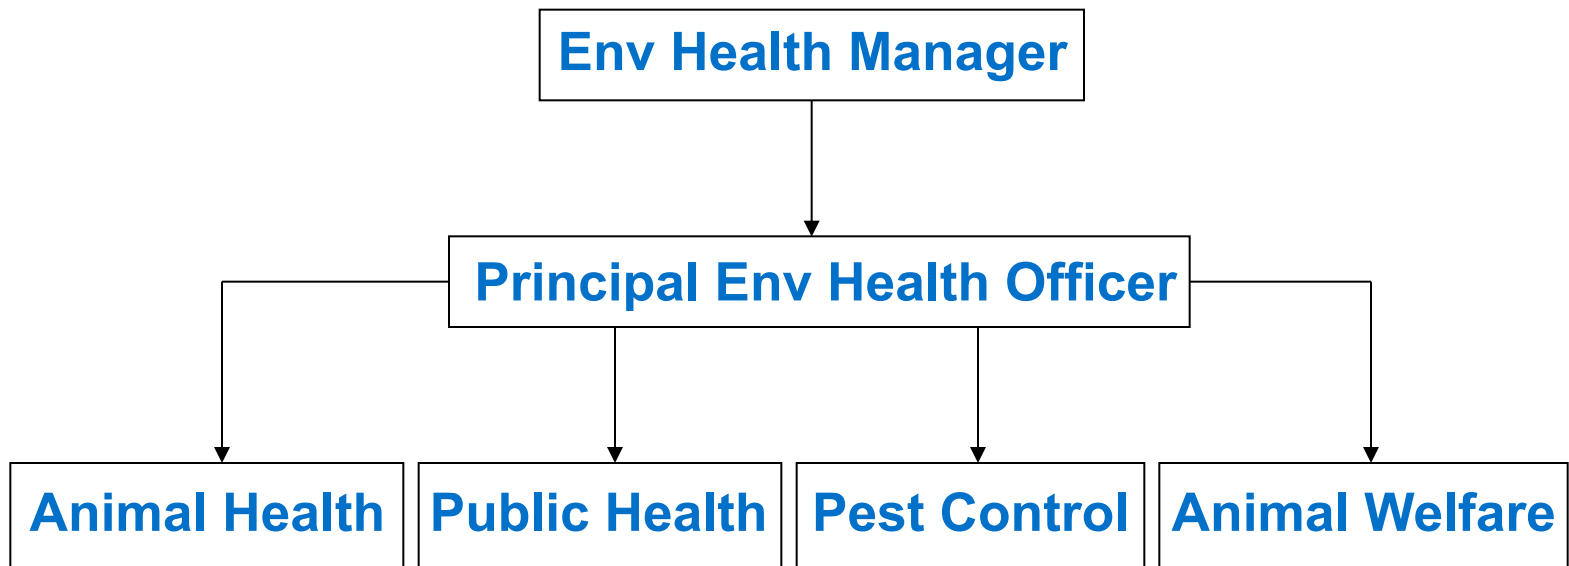 Env Health Manager
Principal Env Health Officer
Animal Health
Public Health
Pest Control
Animal Welfare